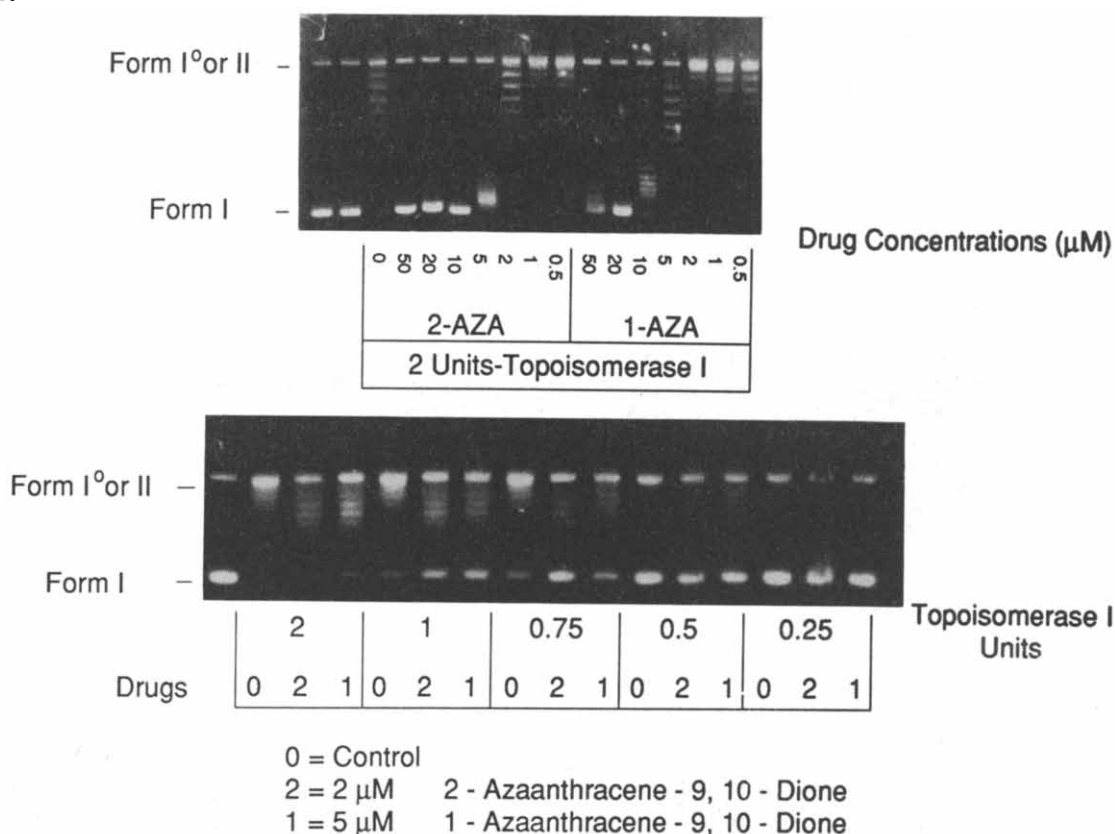 Form I° or II –
Form I –
Drug Concentrations (µM)
0 50 20 10 5 2 1 0.5 50 20 10 5 2 1 0.5
2-AZA 1-AZA
2 Units-Topoisomerase I
Form I° or II –
Form I –
2 1 0.75 0.5 0.25
Topoisomerase I
Units
Drugs 0 2 1 0 2 1 0 2 1 0 2 1 0 2 1
0 = Control
2 = 2 µM 2 - Azaanthracene - 9, 10 - Dione
1 = 5 µM 1 - Azaanthracene - 9, 10 - Dione